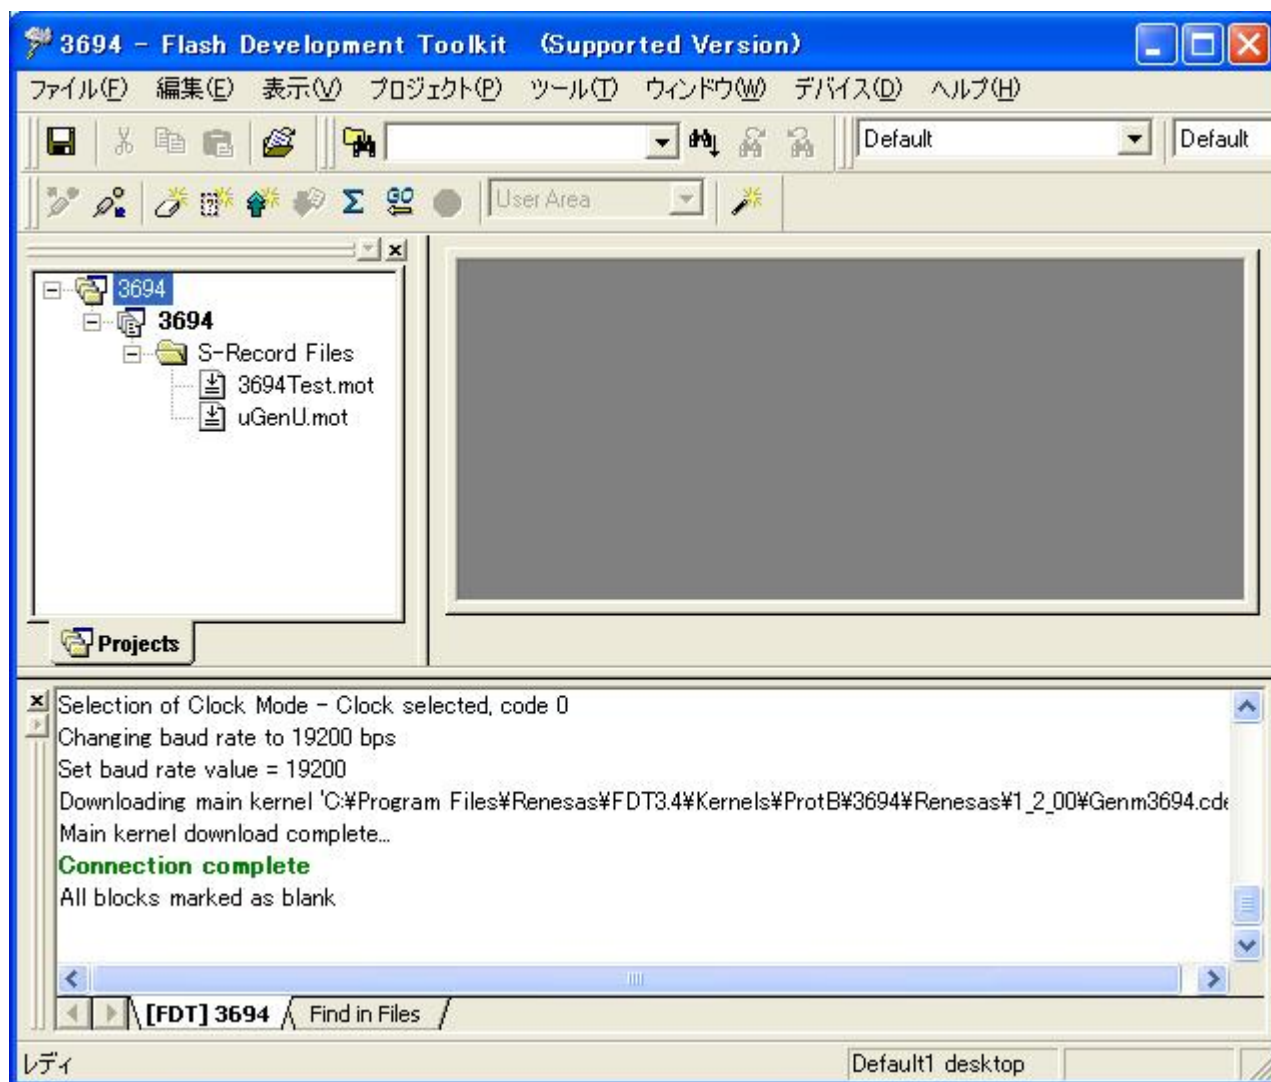 3694 - Flash Development Toolkit (Supported Version)
ファイル(F) 編集(E) 表示(V) プロジェクト(P) ツール(T) ウィンドウ(W) デバイス(D) ヘルプ(H)
Default Default
GO User Area
3694
3694
S-Record Files
3694Test.mot
uGenU.mot
Projects
Selection of Clock Mode - Clock selected, code 0
Changing baud rate to 19200 bps
Set baud rate value = 19200
Downloading main kernel 'C:¥Program Files¥Renesas¥FDT3.4¥Kernels¥ProtB¥3694¥Renesas¥1_2_00¥Genm3694.cde
Main kernel download complete...
Connection complete
All blocks marked as blank
[FDT] 3694 Find in Files
レディ Default1 desktop